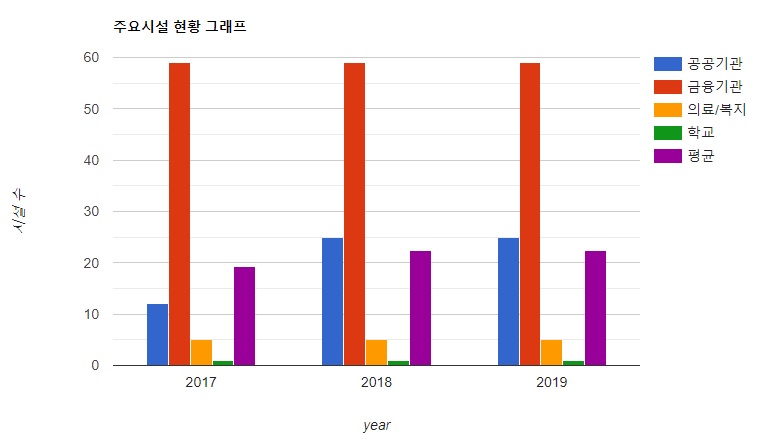 주요시설 현황 그래프
60
50
40
30
20
10
0
시설 수
2017
2018
2019
year
공공기관
금융기관
의료/복지
학교
평균